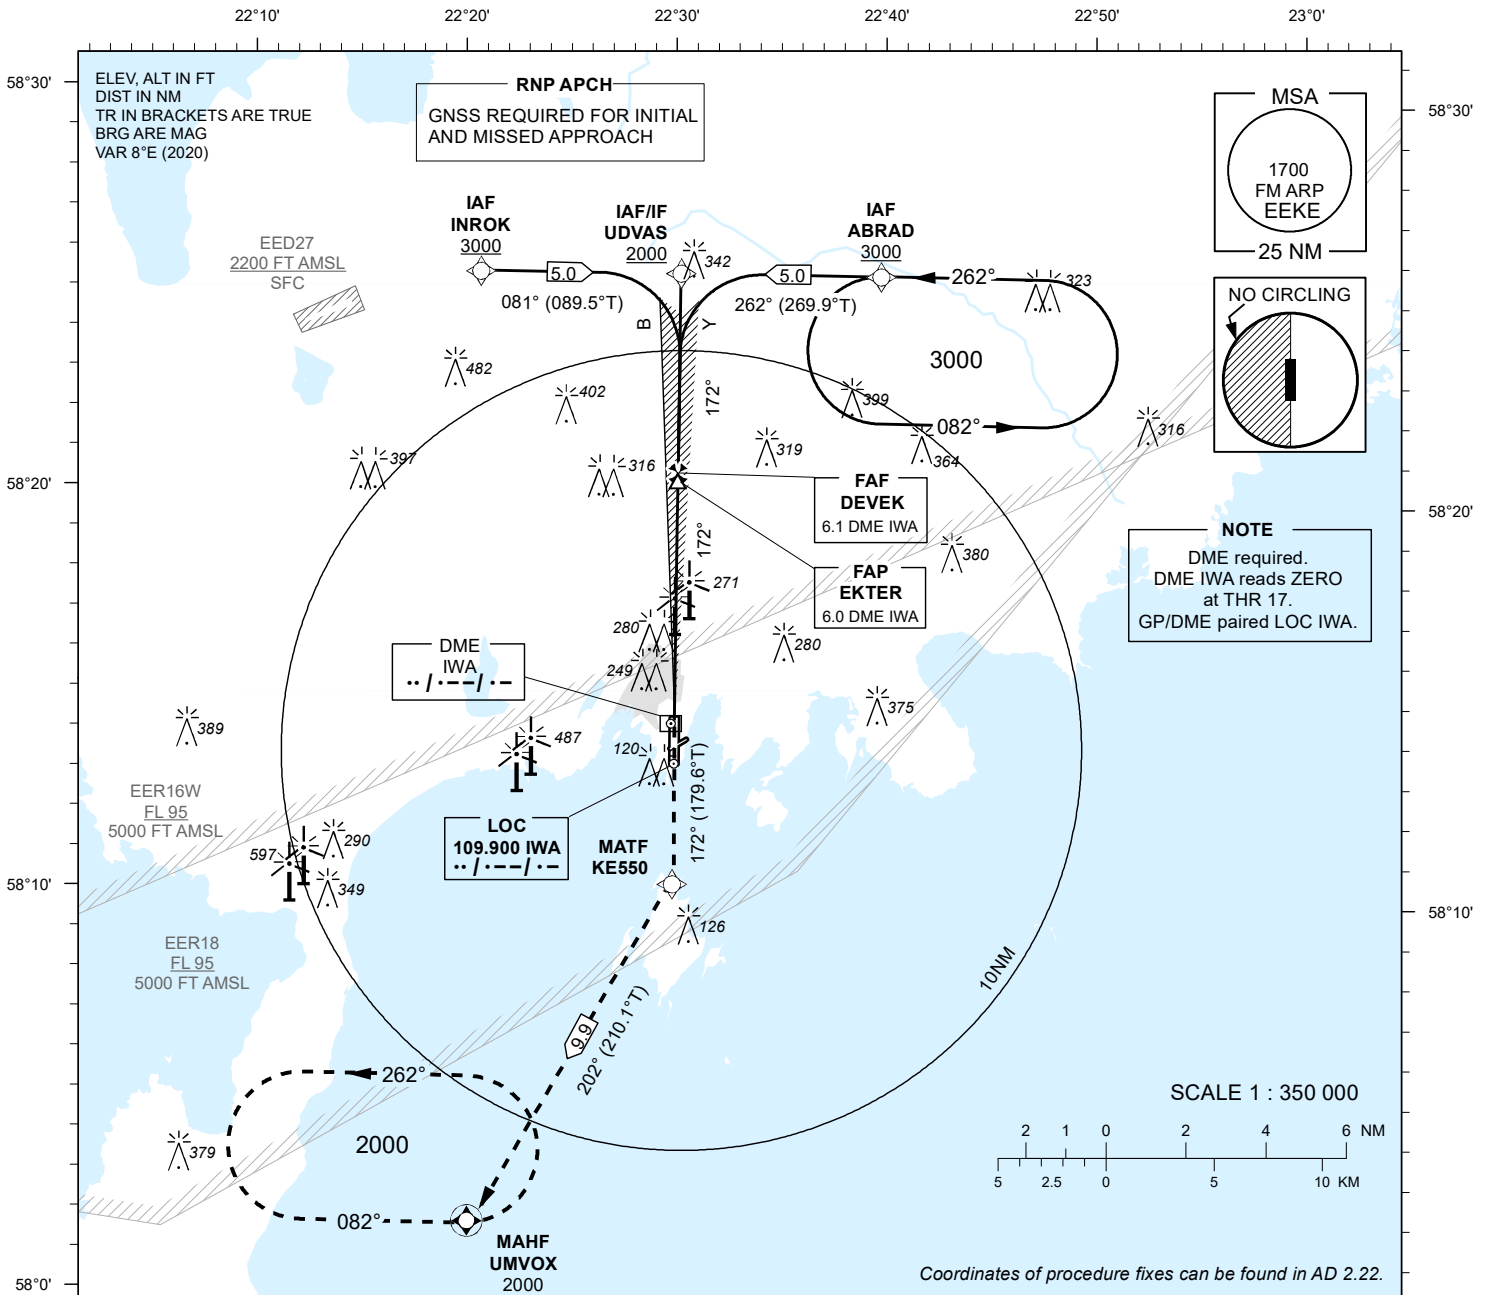 22°10'
22°20'
22°30'
22°40'
22°50'
23°0'
58°30'
58°20'
58°10'
58°0'
58°30'
58°20'
58°10'
ELEV, ALT IN FT
DIST IN NM
TR IN BRACKETS ARE TRUE
BRG ARE MAG
VAR 8°E (2020)
RNP APCH
GNSS REQUIRED FOR INITIAL
AND MISSED APPROACH
MSA
1700
FM ARP
EEKE
25 NM
NO CIRCLING
IAF
INROK
3000
IAF/IF
UDVAS
2000
IAF
ABRAD
3000
EED27
2200 FT AMSL
SFC
342
323
5.0
5.0
262°
081° (089.5°T)
262° (269.9°T)
B
Y
172°
3000
082°
482
402
399
364
316
319
397
316
FAF
DEVEK
6.1 DME IWA
172°
380
FAP
EKTER
6.0 DME IWA
NOTE
DME required.
DME IWA reads ZERO
at THR 17.
GP/DME paired LOC IWA.
271
280
280
249
DME
IWA
·· / ·–– / ·–
375
389
487
120
172° (179.6°T)
EER16W
FL 95
5000 FT AMSL
LOC
109.900 IWA
·· / ·–– / ·–
MATF
KE550
597
290
349
126
EER18
FL 95
5000 FT AMSL
10NM
9.9
202° (210.1°T)
262°
2000
082°
379
MAHF
UMVOX
2000
SCALE 1 : 350 000
2 1 0 2 4 6 NM
5 2.5 0 5 10 KM
Coordinates of procedure fixes can be found in AD 2.22.